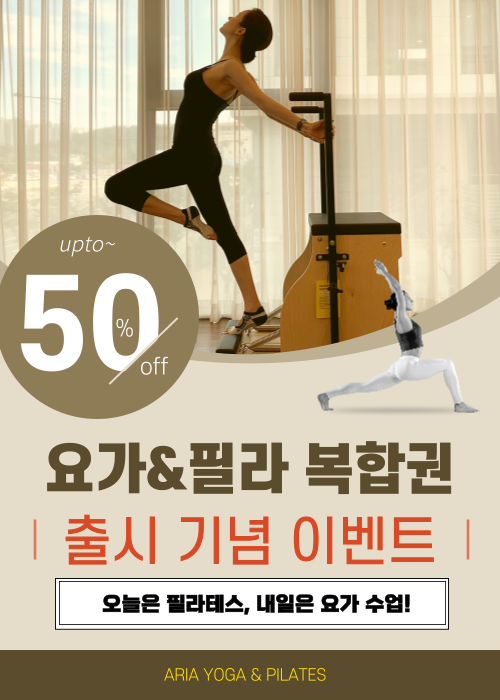 upto~
50
%
off
요가&필라 복합권
출시 기념 이벤트
오늘은 필라테스, 내일은 요가 수업!
ARIA YOGA & PILATES